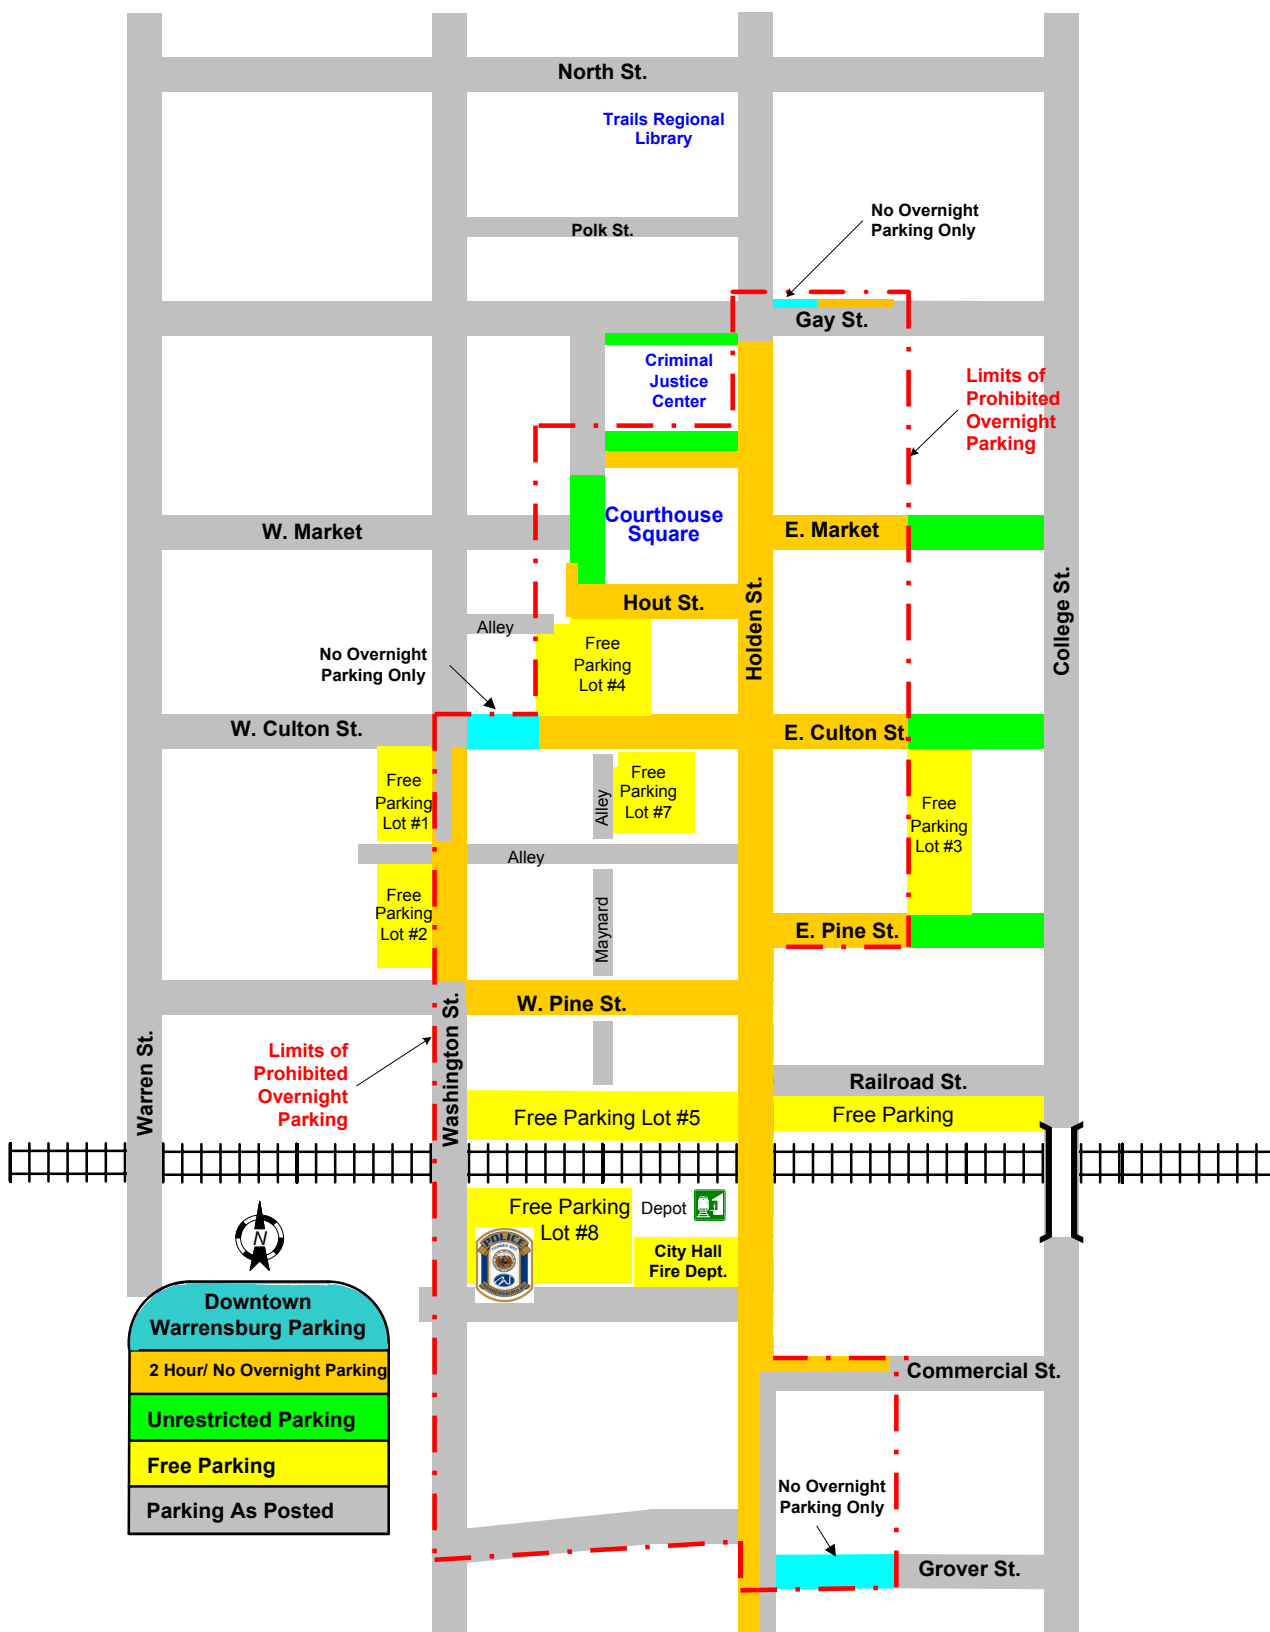 North St.
Trails Regional
Library
No Overnight
Parking Only
Polk St.
Gay St.
Criminal
Justice
Center
Limits of
Prohibited
Overnight
Parking
Courthouse
Square
W. Market
E. Market
Hout St.
Holden St.
College St.
Alley
Free
Parking
Lot #4
No Overnight
Parking Only
W. Culton St.
E. Culton St.
Free
Parking
Lot #1
Alley
Free
Parking
Lot #7
Free
Parking
Lot #3
Alley
Free
Parking
Lot #2
Maynard
E. Pine St.
W. Pine St.
Warren St.
Washington St.
Limits of
Prohibited
Overnight
Parking
Railroad St.
Free Parking Lot #5
Free Parking
Free Parking
Lot #8
Depot
POLICE
City Hall
Fire Dept.
N
Downtown
Warrensburg Parking
2 Hour/ No Overnight Parking
Unrestricted Parking
Free Parking
Parking As Posted
Commercial St.
No Overnight
Parking Only
Grover St.